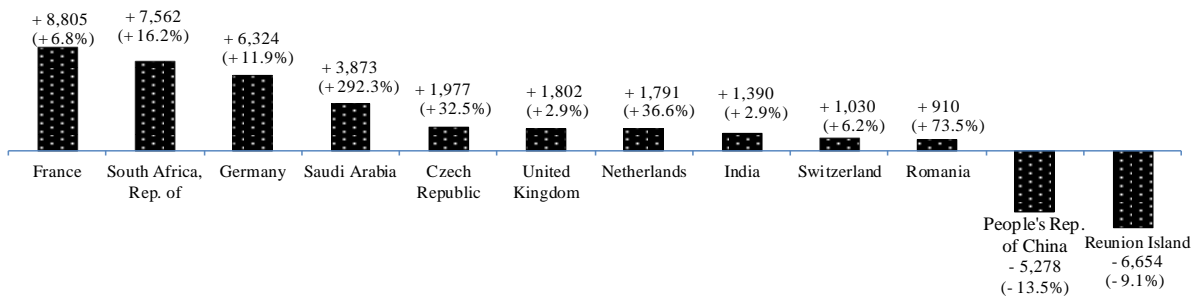 + 8,805
(+6.8%)
+ 7,562
(+16.2%)
+ 6,324
(+11.9%)
+ 3,873
(+292.3%)
+ 1,977
(+32.5%)
+ 1,802
(+2.9%)
+ 1,791
(+36.6%)
+ 1,390
(+2.9%)
+ 1,030
(+6.2%)
+ 910
(+73.5%)
France
South Africa,
Rep. of
Germany
Saudi Arabia
Czech
Republic
United
Kingdom
Netherlands
India
Switzerland
Romania
People's Rep.
of China
- 5,278
(- 13.5%)
Reunion Island
- 6,654
(- 9.1%)